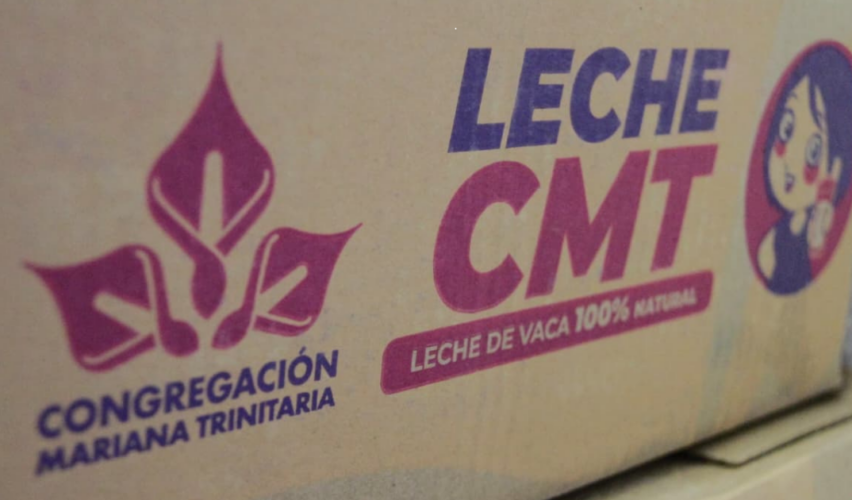 LECHE
CMT
LECHE DE VACA 100% NATURAL
CONGREGACIÓN
MARIANA TRINITARIA